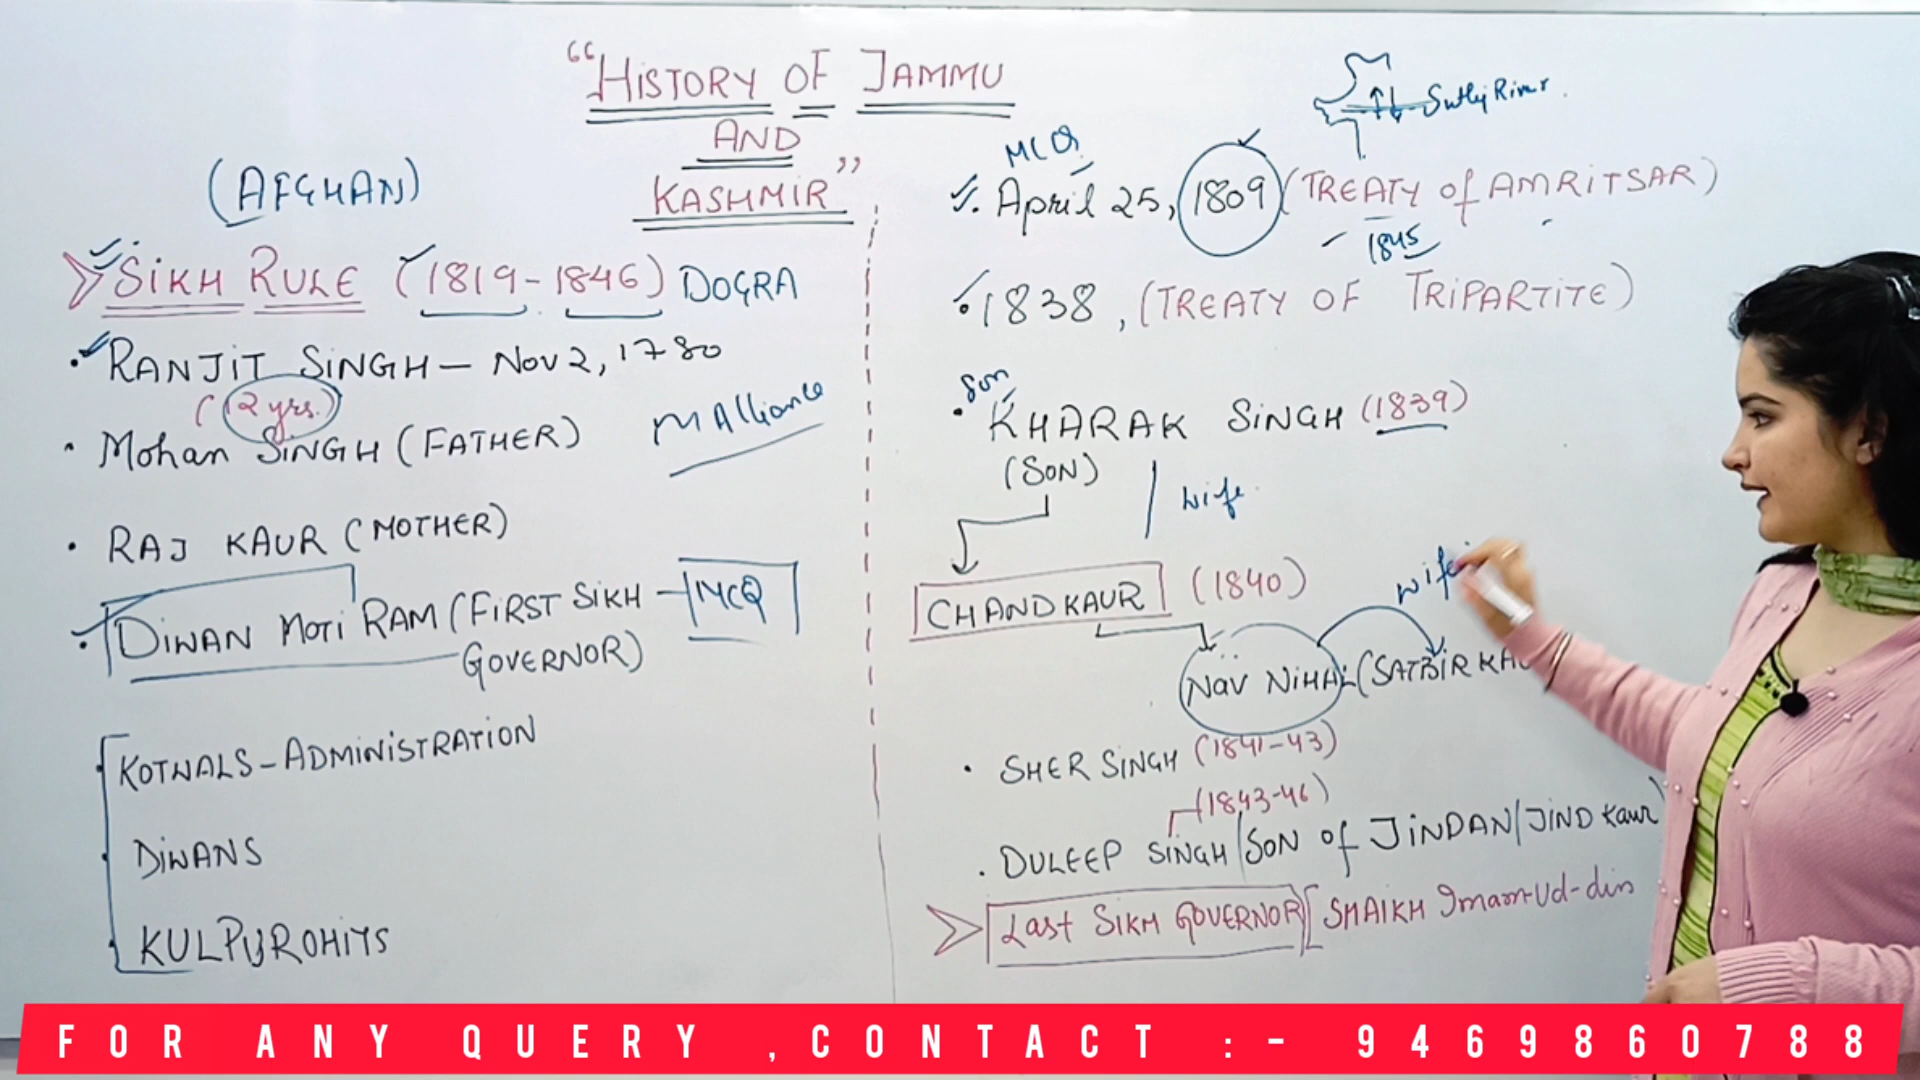 "HISTORY OF JAMMU
AND
KASHMIR"
(AFGHAN)
SIKH RULE (1819-1846) DOGRA
• RANJIT SINGH – Nov 2, 1780
(12 yrs.)
• Mohan SINGH (FATHER)
M Alliance
• RAJ KAUR (MOTHER)
• DIWAN MOTI RAM (FIRST SIKH – MCQ
GOVERNOR)
• KOTWALS – ADMINISTRATION
• DIWANS
• KULPUROHITS
Sutlej River.
MCQ
• April 25, 1809 (TREATY of AMRITSAR)
1845
• 1838, (TREATY OF TRIPARTITE)
Son
• KHARAK SINGH (1839)
(SON)
wife
CHANDKAUR (1840)
wife
NAV NIHAL (SATBIR
• SHER SINGH (1841-43)
(1843-46)
• DULEEP SINGH/SON of JINDAN/JIND Kaur)
Last SIKH GOVERNOR [SHAIKH Imam-Ud-din
FOR ANY QUERY ,CONTACT :- 9469860788